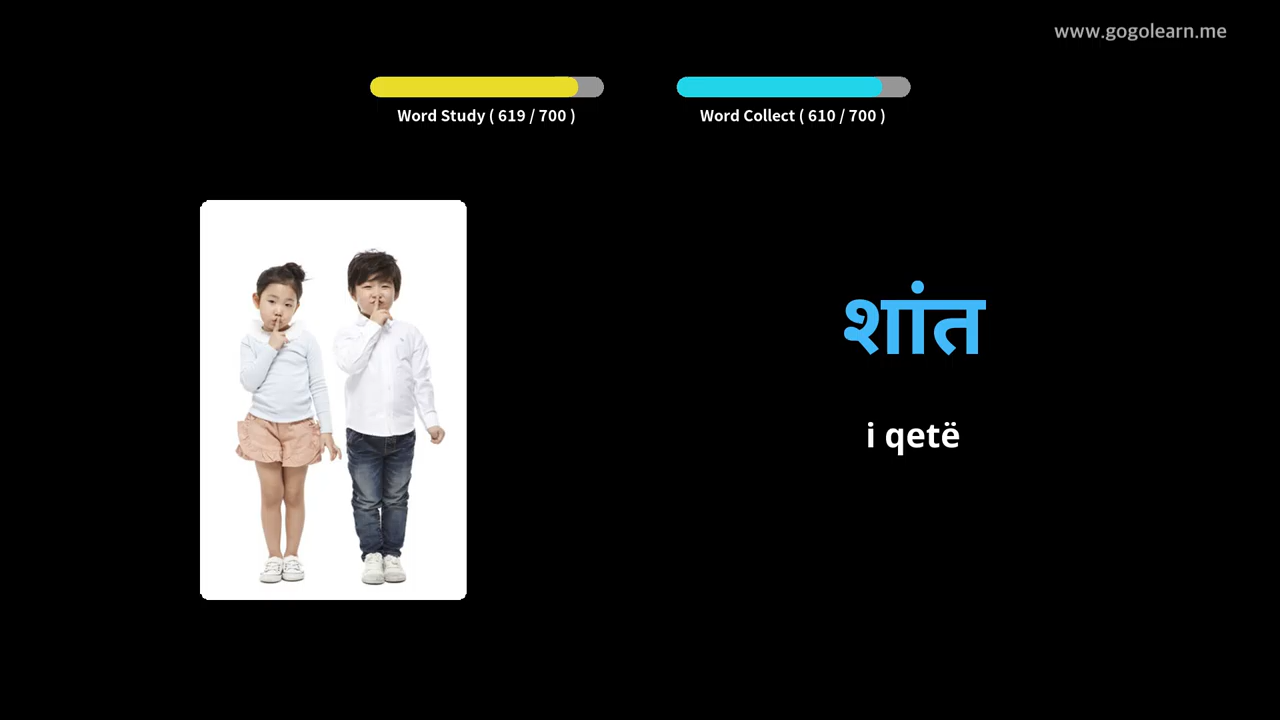 www.gogolearn.me
Word Study ( 619 / 700 )
Word Collect ( 610 / 700 )
शांत
i qetë